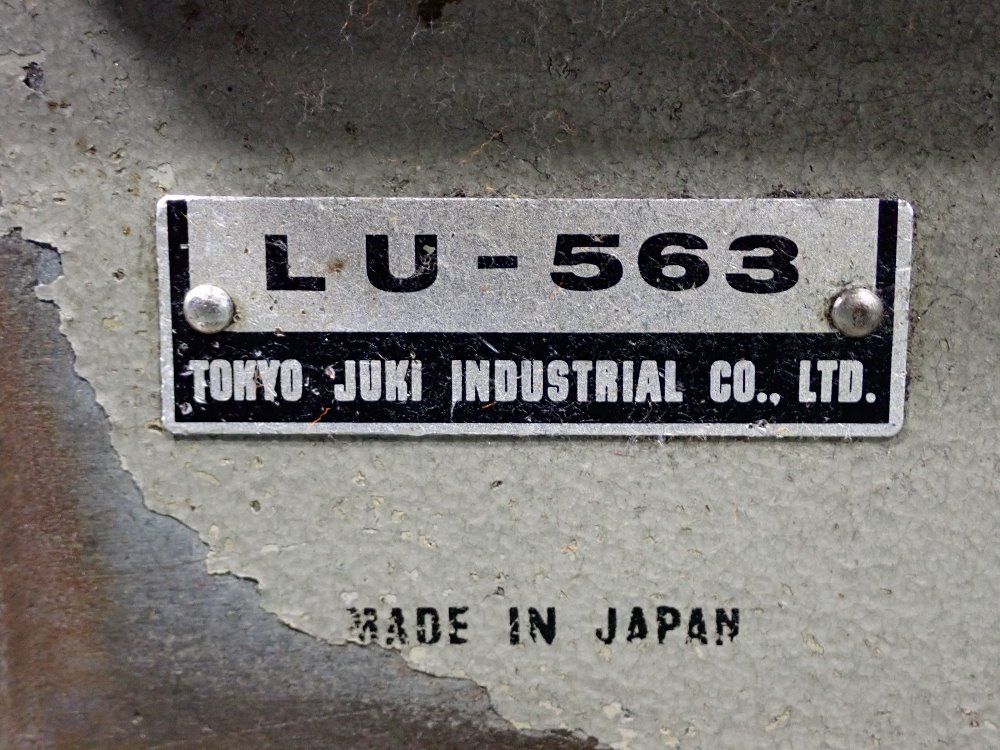 LU-563
TOKYO JUKI INDUSTRIAL CO., LTD.
MADE IN JAPAN